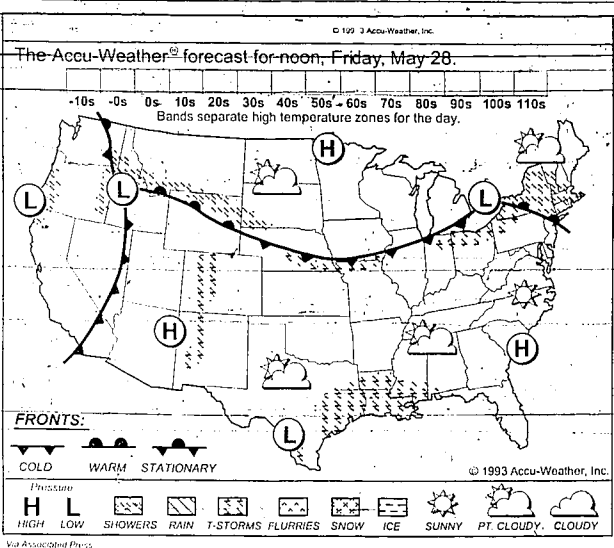 © 1993 Accu-Weather, Inc.
The Accu-Weather® forecast for noon, Friday, May 28.
-10s -0s 0s 10s 20s 30s 40s 50s 60s 70s 80s 90s 100s 110s
Bands separate high temperature zones for the day.
H
L
L
L
H
H
L
FRONTS:
COLD WARM STATIONARY
© 1993 Accu-Weather, Inc.
Pressure
H L
HIGH LOW SHOWERS RAIN T-STORMS FLURRIES SNOW ICE SUNNY PT. CLOUDY CLOUDY
Via Associated Press